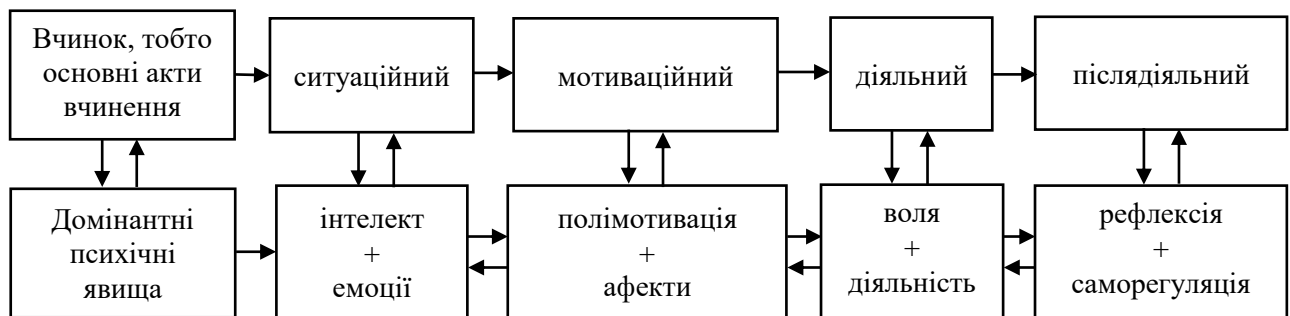 Вчинок, тобто
основні акти
вчинення
ситуаційний
мотиваційний
діяльний
післядіяльний
Домінантні
психічні
явища
інтелект
+
емоції
полімотивація
+
афекти
воля
+
діяльність
рефлексія
+
саморегуляція